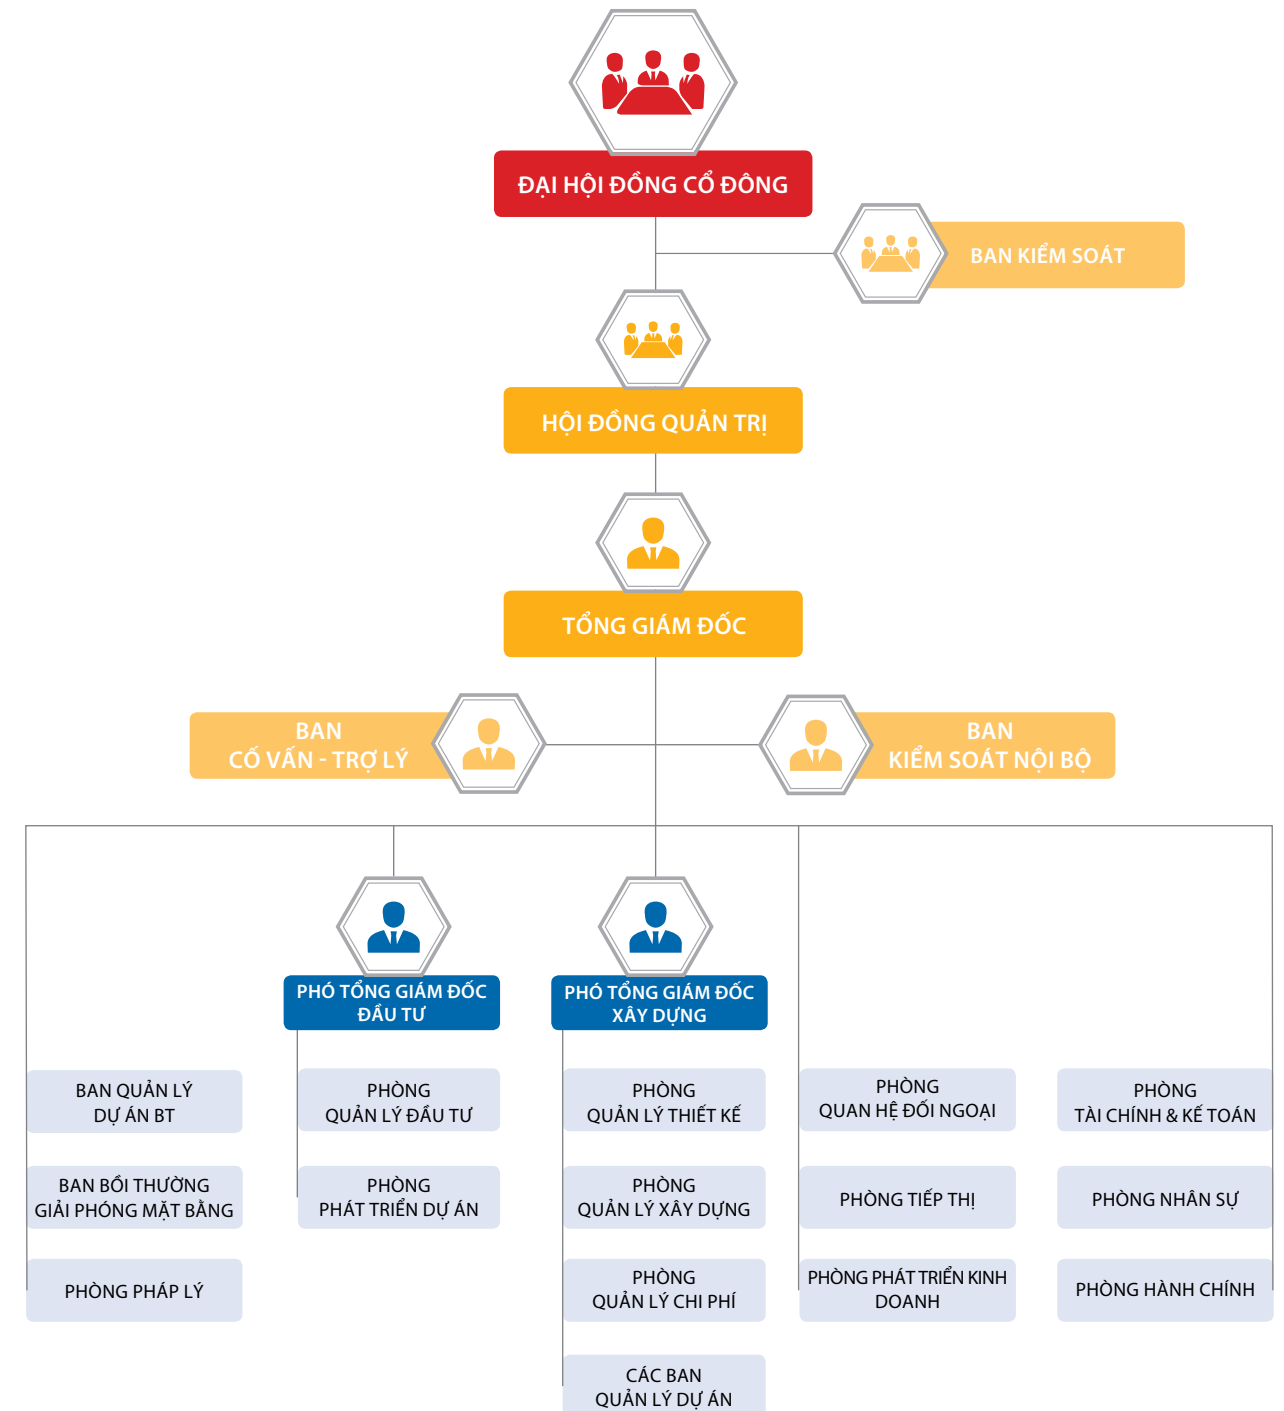 ĐẠI HỘI ĐỒNG CỔ ĐÔNG
BAN KIỂM SOÁT
HỘI ĐỒNG QUẢN TRỊ
TỔNG GIÁM ĐỐC
BAN
CỐ VẤN - TRỢ LÝ
BAN
KIỂM SOÁT NỘI BỘ
PHÓ TỔNG GIÁM ĐỐC
ĐẦU TƯ
PHÓ TỔNG GIÁM ĐỐC
XÂY DỰNG
BAN QUẢN LÝ
DỰ ÁN BT
BAN BỒI THƯỜNG
GIẢI PHÓNG MẶT BẰNG
PHÒNG PHÁP LÝ
PHÒNG
QUẢN LÝ ĐẦU TƯ
PHÒNG
PHÁT TRIỂN DỰ ÁN
PHÒNG
QUẢN LÝ THIẾT KẾ
PHÒNG
QUẢN LÝ XÂY DỰNG
PHÒNG
QUẢN LÝ CHI PHÍ
CÁC BAN
QUẢN LÝ DỰ ÁN
PHÒNG
QUAN HỆ ĐỐI NGOẠI
PHÒNG TIẾP THỊ
PHÒNG PHÁT TRIỂN KINH
DOANH
PHÒNG
TÀI CHÍNH & KẾ TOÁN
PHÒNG NHÂN SỰ
PHÒNG HÀNH CHÍNH